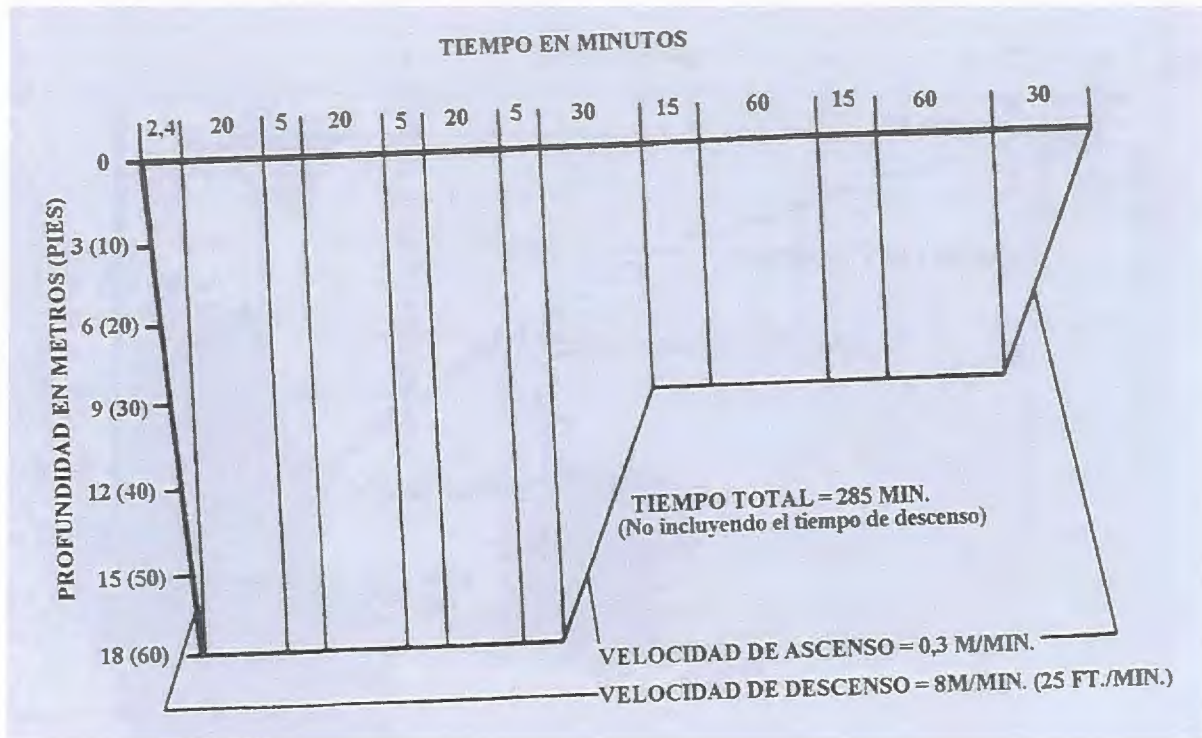 TIEMPO EN MINUTOS
2,4 20 5 20 5 20 5 30 15 60 15 60 30
PROFUNDIDAD EN METROS (PIES)
0
3 (10)
6 (20)
9 (30)
12 (40)
15 (50)
18 (60)
TIEMPO TOTAL = 285 MIN.
(No incluyendo el tiempo de descenso)
VELOCIDAD DE ASCENSO = 0,3 M/MIN.
VELOCIDAD DE DESCENSO = 8M/MIN. (25 FT./MIN.)